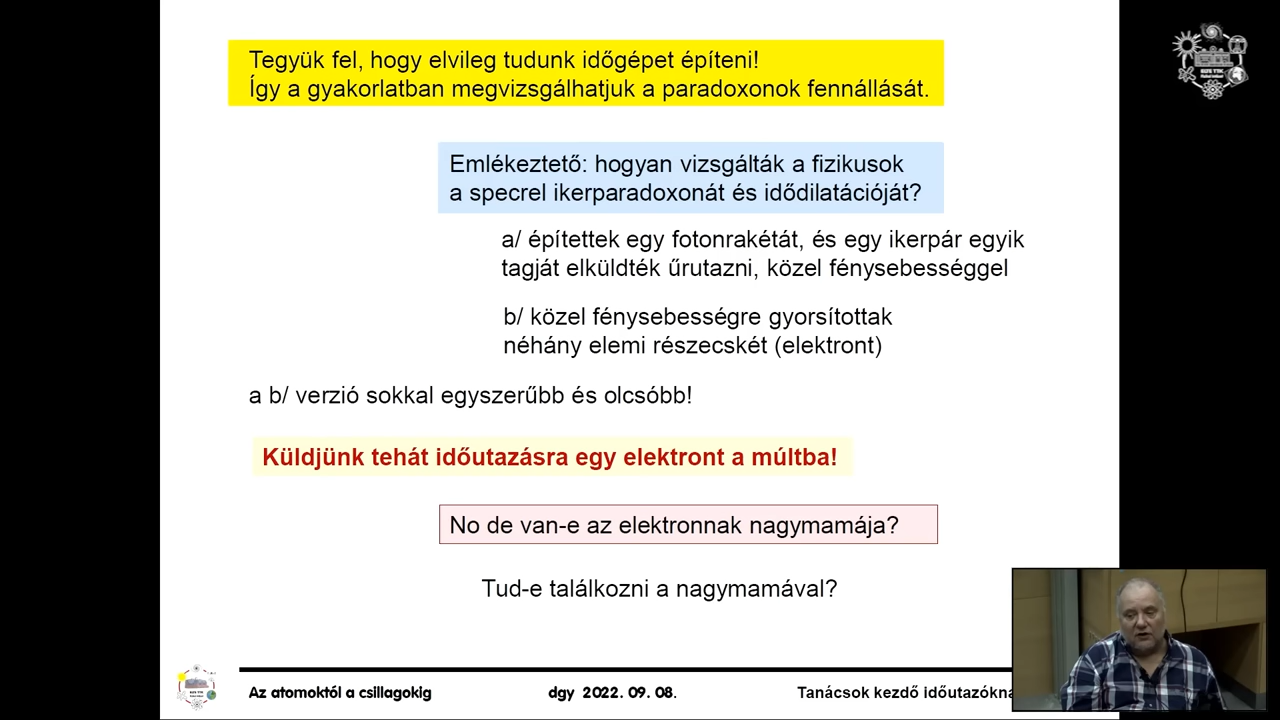 Tegyük fel, hogy elvileg tudunk időgépet építeni!
Így a gyakorlatban megvizsgálhatjuk a paradoxonok fennállását.
Emlékeztető: hogyan vizsgálták a fizikusok
a specrel ikerparadoxonát és idődilatációját?
a/ építettek egy fotonrakétát, és egy ikerpár egyik
tagját elküldték űrutazni, közel fénysebességgel
b/ közel fénysebességre gyorsítottak
néhány elemi részecskét (elektront)
a b/ verzió sokkal egyszerűbb és olcsóbb!
Küldjünk tehát időutazásra egy elektront a múltba!
No de van-e az elektronnak nagymamája?
Tud-e találkozni a nagymamával?
Az atomoktól a csillagokig
dgy 2022. 09. 08.
Tanácsok kezdő